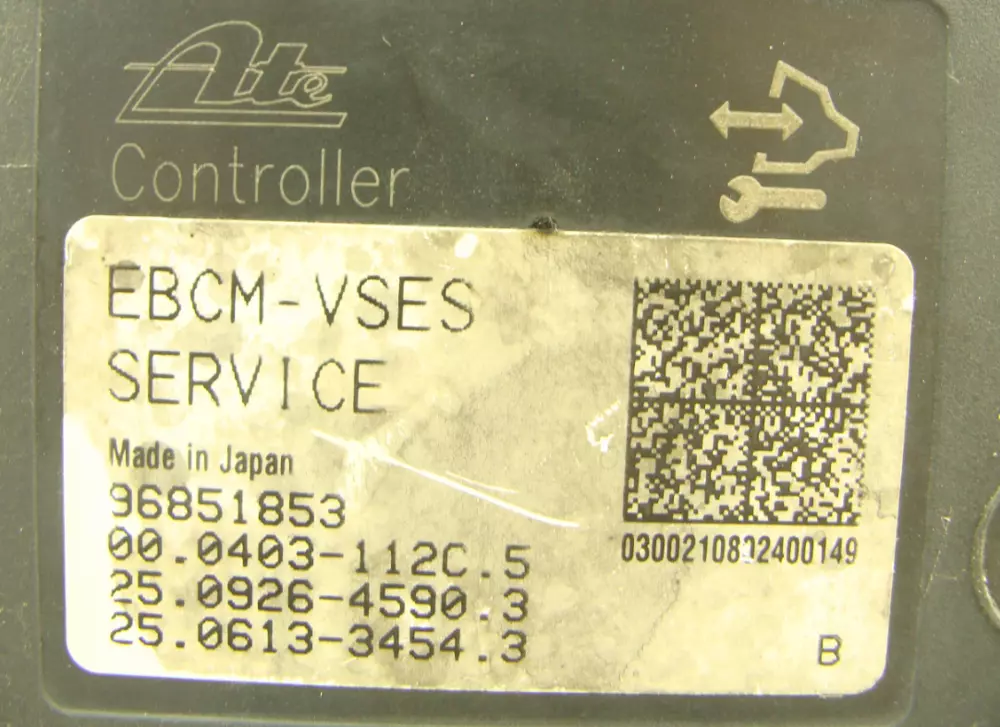 Ate
Controller
EBCM-VSES
SERVICE
Made in Japan
96851853
00.0403-112C.5
25.0926-4590.3
25.0613-3454.3
B